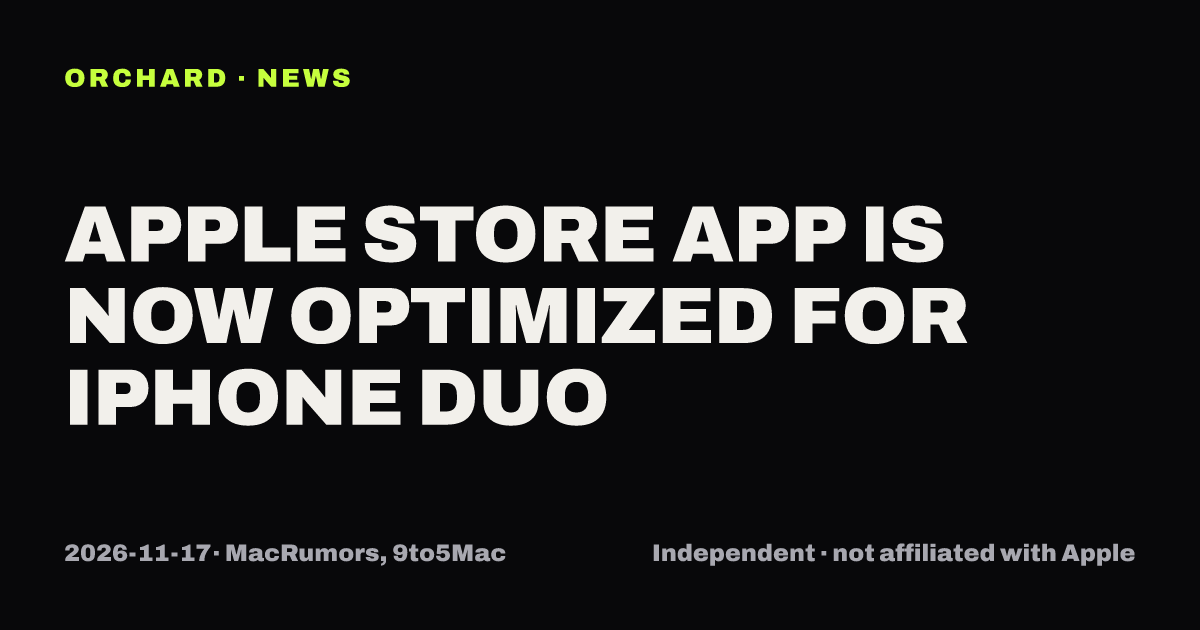 ORCHARD · NEWS
APPLE STORE APP IS
NOW OPTIMIZED FOR
IPHONE DUO
2026-11-17· MacRumors, 9to5Mac
Independent · not affiliated with Apple